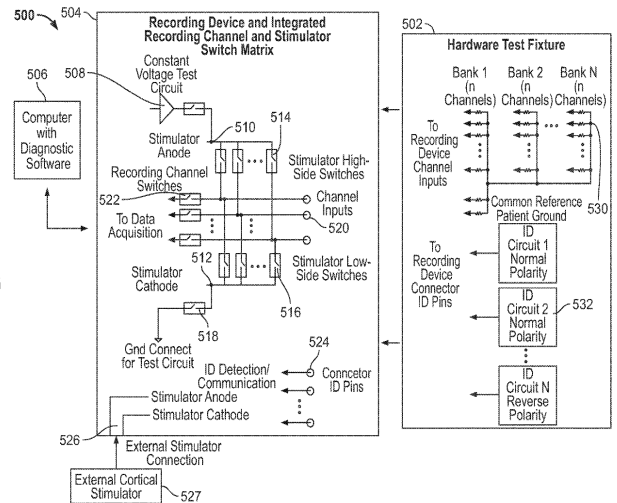 500
504
Recording Device and Integrated
Recording Channel and Stimulator
Switch Matrix
Constant
Voltage Test
Circuit
508
506
Computer
with
Diagnostic
Software
Stimulator
Anode
510
514
Stimulator High-
Side Switches
Recording Channel
Switches
522
Channel
Inputs
520
To Data
Acquisition
Stimulator Low-
Side Switches
512
Stimulator
Cathode
516
518
Gnd Connect
for Test Circuit
ID Detection/
Communication
524
Conncetor
ID Pins
Stimulator Anode
Stimulator Cathode
526
External Stimulator
Connection
External Cortical
Stimulator
527
502
Hardware Test Fixture
Bank 1
(n
Channels)
Bank 2
(n
Channels)
Bank N
(n
Channels)
To
Recording
Device
Channel
Inputs
530
Common Reference
Patient Ground
To
Recording
Device
Connector
ID Pins
ID
Circuit 1
Normal
Polarity
ID
Circuit 2
Normal
Polarity
532
ID
Circuit N
Reverse
Polarity